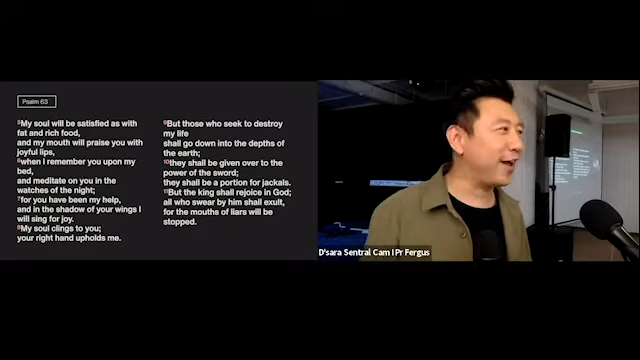 Psalm 63
5My soul will be satisfied as with
fat and rich food,
and my mouth will praise you with
joyful lips,
6when I remember you upon my
bed,
and meditate on you in the
watches of the night;
7for you have been my help,
and in the shadow of your wings I
will sing for joy.
8My soul clings to you;
your right hand upholds me.
9But those who seek to destroy
my life
shall go down into the depths of
the earth;
10they shall be given over to the
power of the sword;
they shall be a portion for jackals.
11But the king shall rejoice in God;
all who swear by him shall exult,
for the mouths of liars will be
stopped.
D'sara Sentral Cam I Pr Fergus